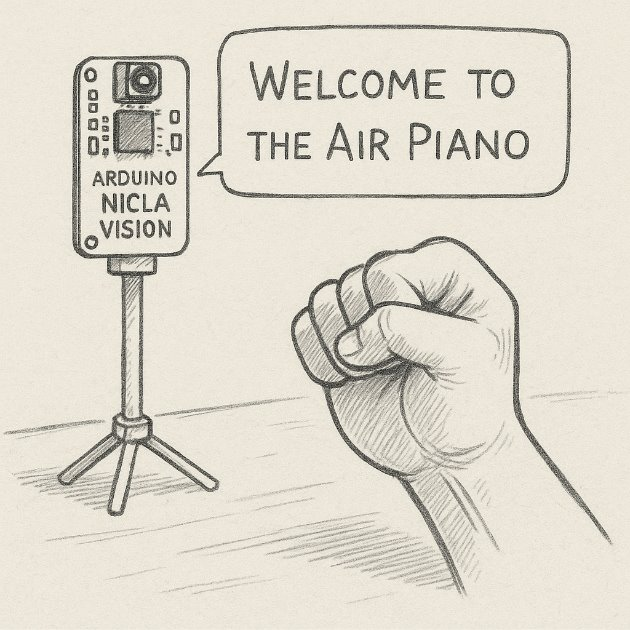 WELCOME TO
THE AIR PIANO
ARDUINO
NICLA
VISION